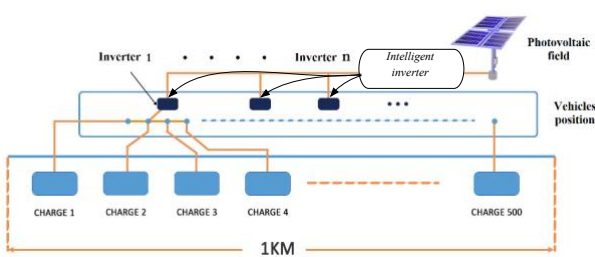 Inverter 1
Inverter n
Intelligent
inverter
Photovoltaic
field
Vehicles
position
CHARGE 1
CHARGE 2
CHARGE 3
CHARGE 4
CHARGE 500
1KM